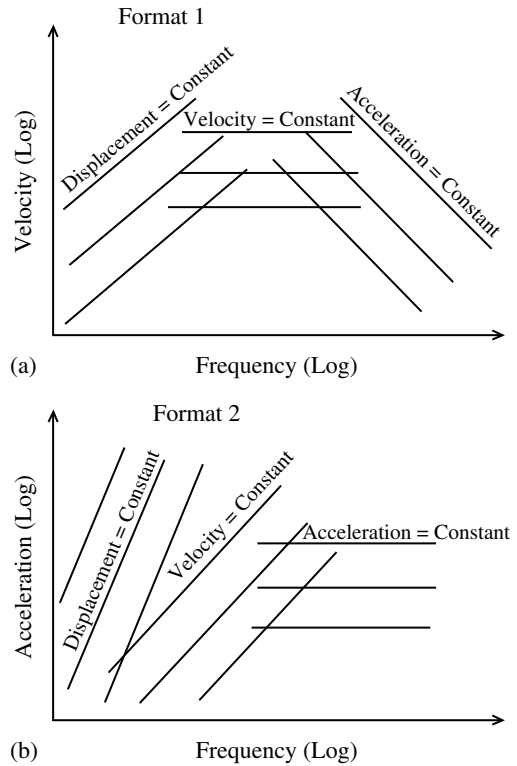 Format 1
Velocity (Log)
Displacement = Constant
Velocity = Constant
Acceleration = Constant
(a)
Frequency (Log)
Format 2
Acceleration (Log)
Displacement = Constant
Velocity = Constant
Acceleration = Constant
(b)
Frequency (Log)